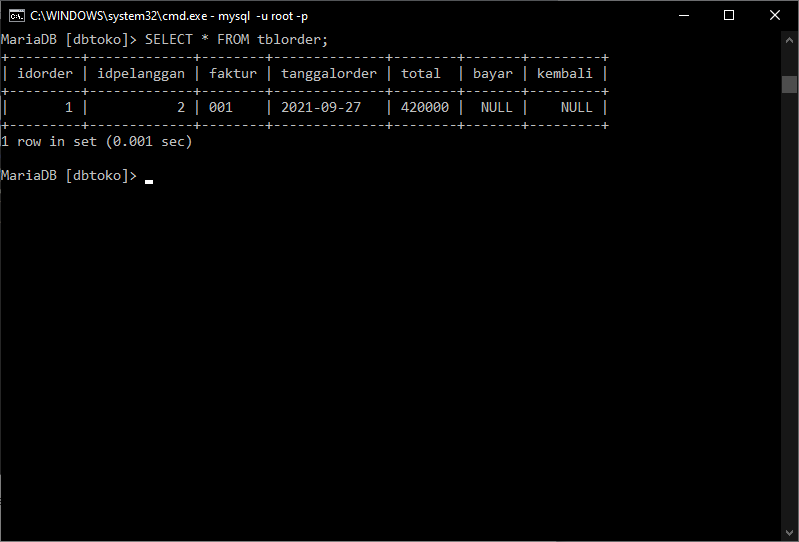 C:\WINDOWS\system32\cmd.exe - mysql  -u root -p
MariaDB [dbtoko]> SELECT * FROM tblorder;
+---------+-------------+--------+--------------+--------+-------+---------+
| idorder | idpelanggan | faktur | tanggalorder | total  | bayar | kembali |
+---------+-------------+--------+--------------+--------+-------+---------+
|       1 |           2 | 001    | 2021-09-27   | 420000 |  NULL |    NULL |
+---------+-------------+--------+--------------+--------+-------+---------+
1 row in set (0.001 sec)
MariaDB [dbtoko]>